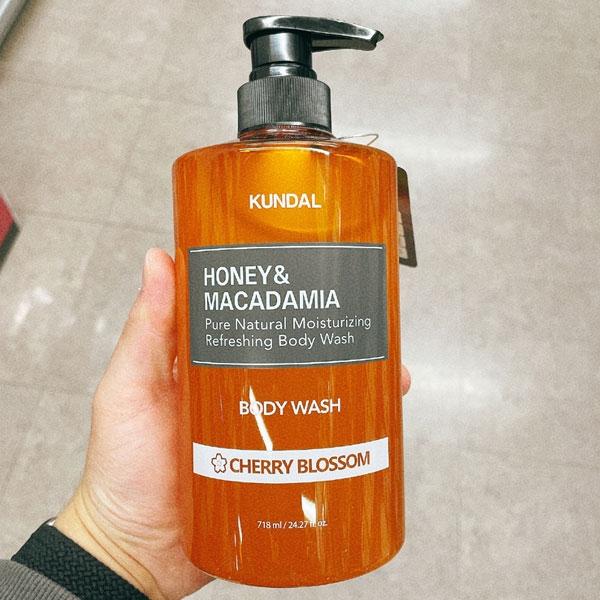 KUNDAL
HONEY&
MACADAMIA
Pure Natural Moisturizing
Refreshing Body Wash
BODY WASH
CHERRY BLOSSOM
718 ml / 24.27 fl. oz.